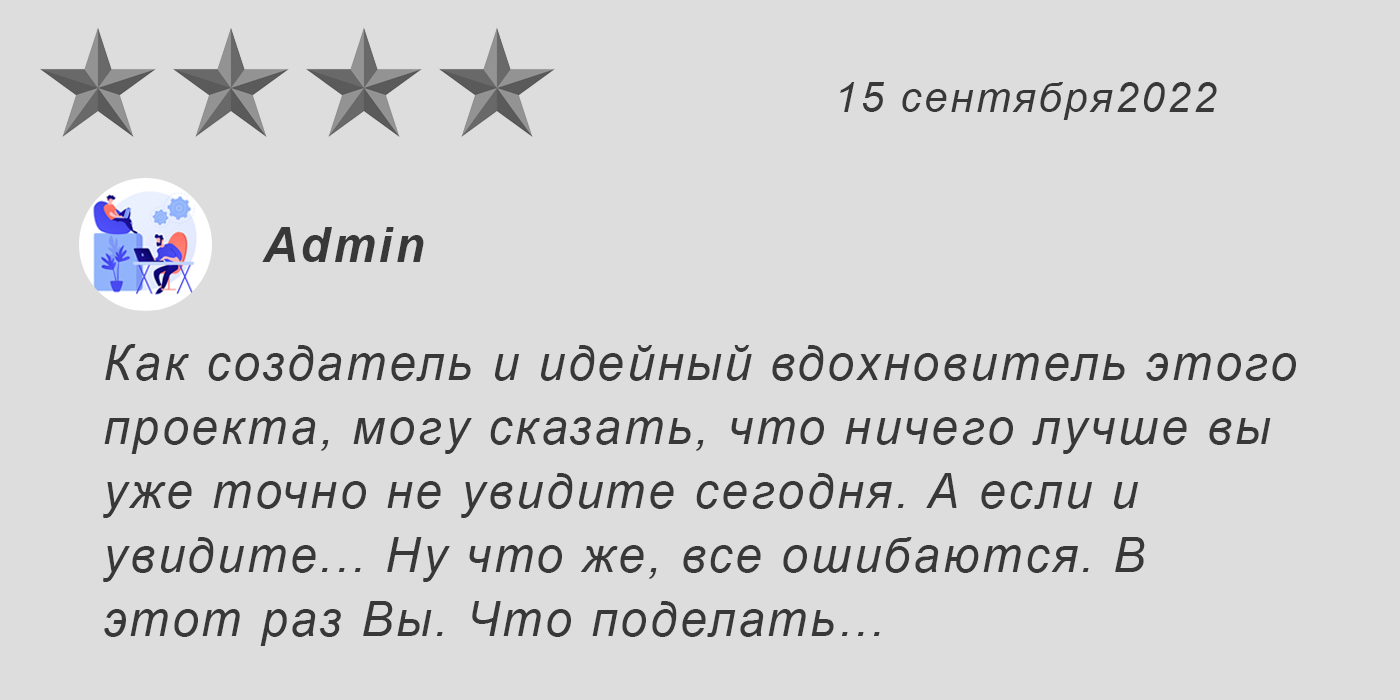 15 сентября2022
Admin
Как создатель и идейный вдохновитель этого
проекта, могу сказать, что ничего лучше вы
уже точно не увидите сегодня. А если и
увидите... Ну что же, все ошибаются. В
этот раз Вы. Что поделать...